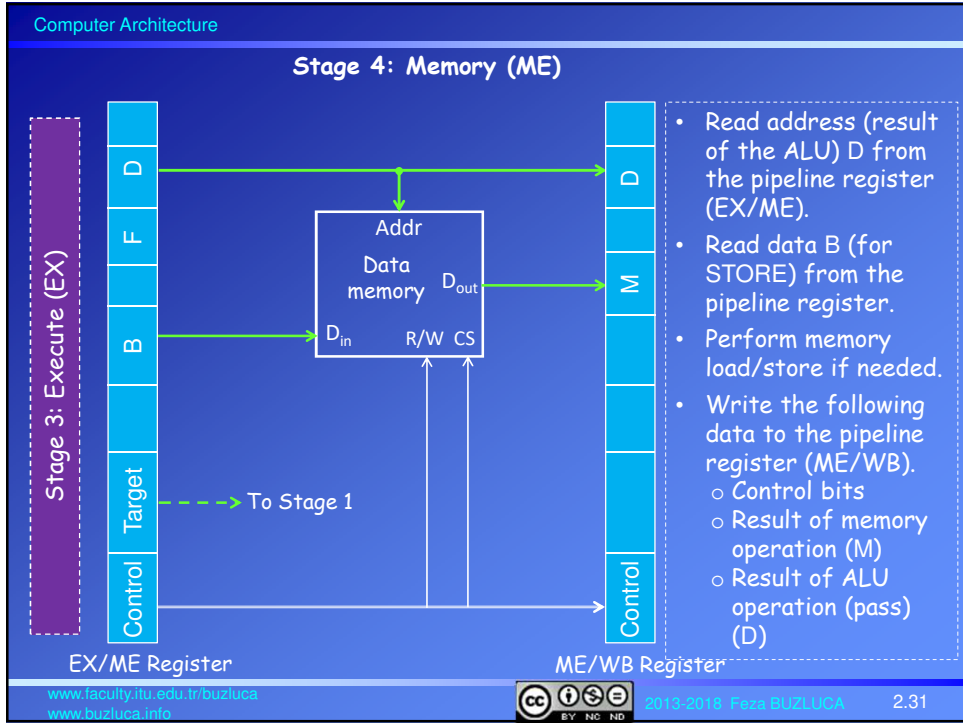 Computer Architecture
Stage 4: Memory (ME)
Stage 3: Execute (EX)
D
F
B
Target
Control
Addr
Data
memory
Dout
Din
R/W CS
To Stage 1
D
M
Control
EX/ME Register
ME/WB Register
• Read address (result
of the ALU) D from
the pipeline register
(EX/ME).
• Read data B (for
STORE) from the
pipeline register.
• Perform memory
load/store if needed.
• Write the following
data to the pipeline
register (ME/WB).
o Control bits
o Result of memory
operation (M)
o Result of ALU
operation (pass)
(D)
www.faculty.itu.edu.tr/buzluca
www.buzluca.info
cc
BY NC ND
2013-2018 Feza BUZLUCA
2.31